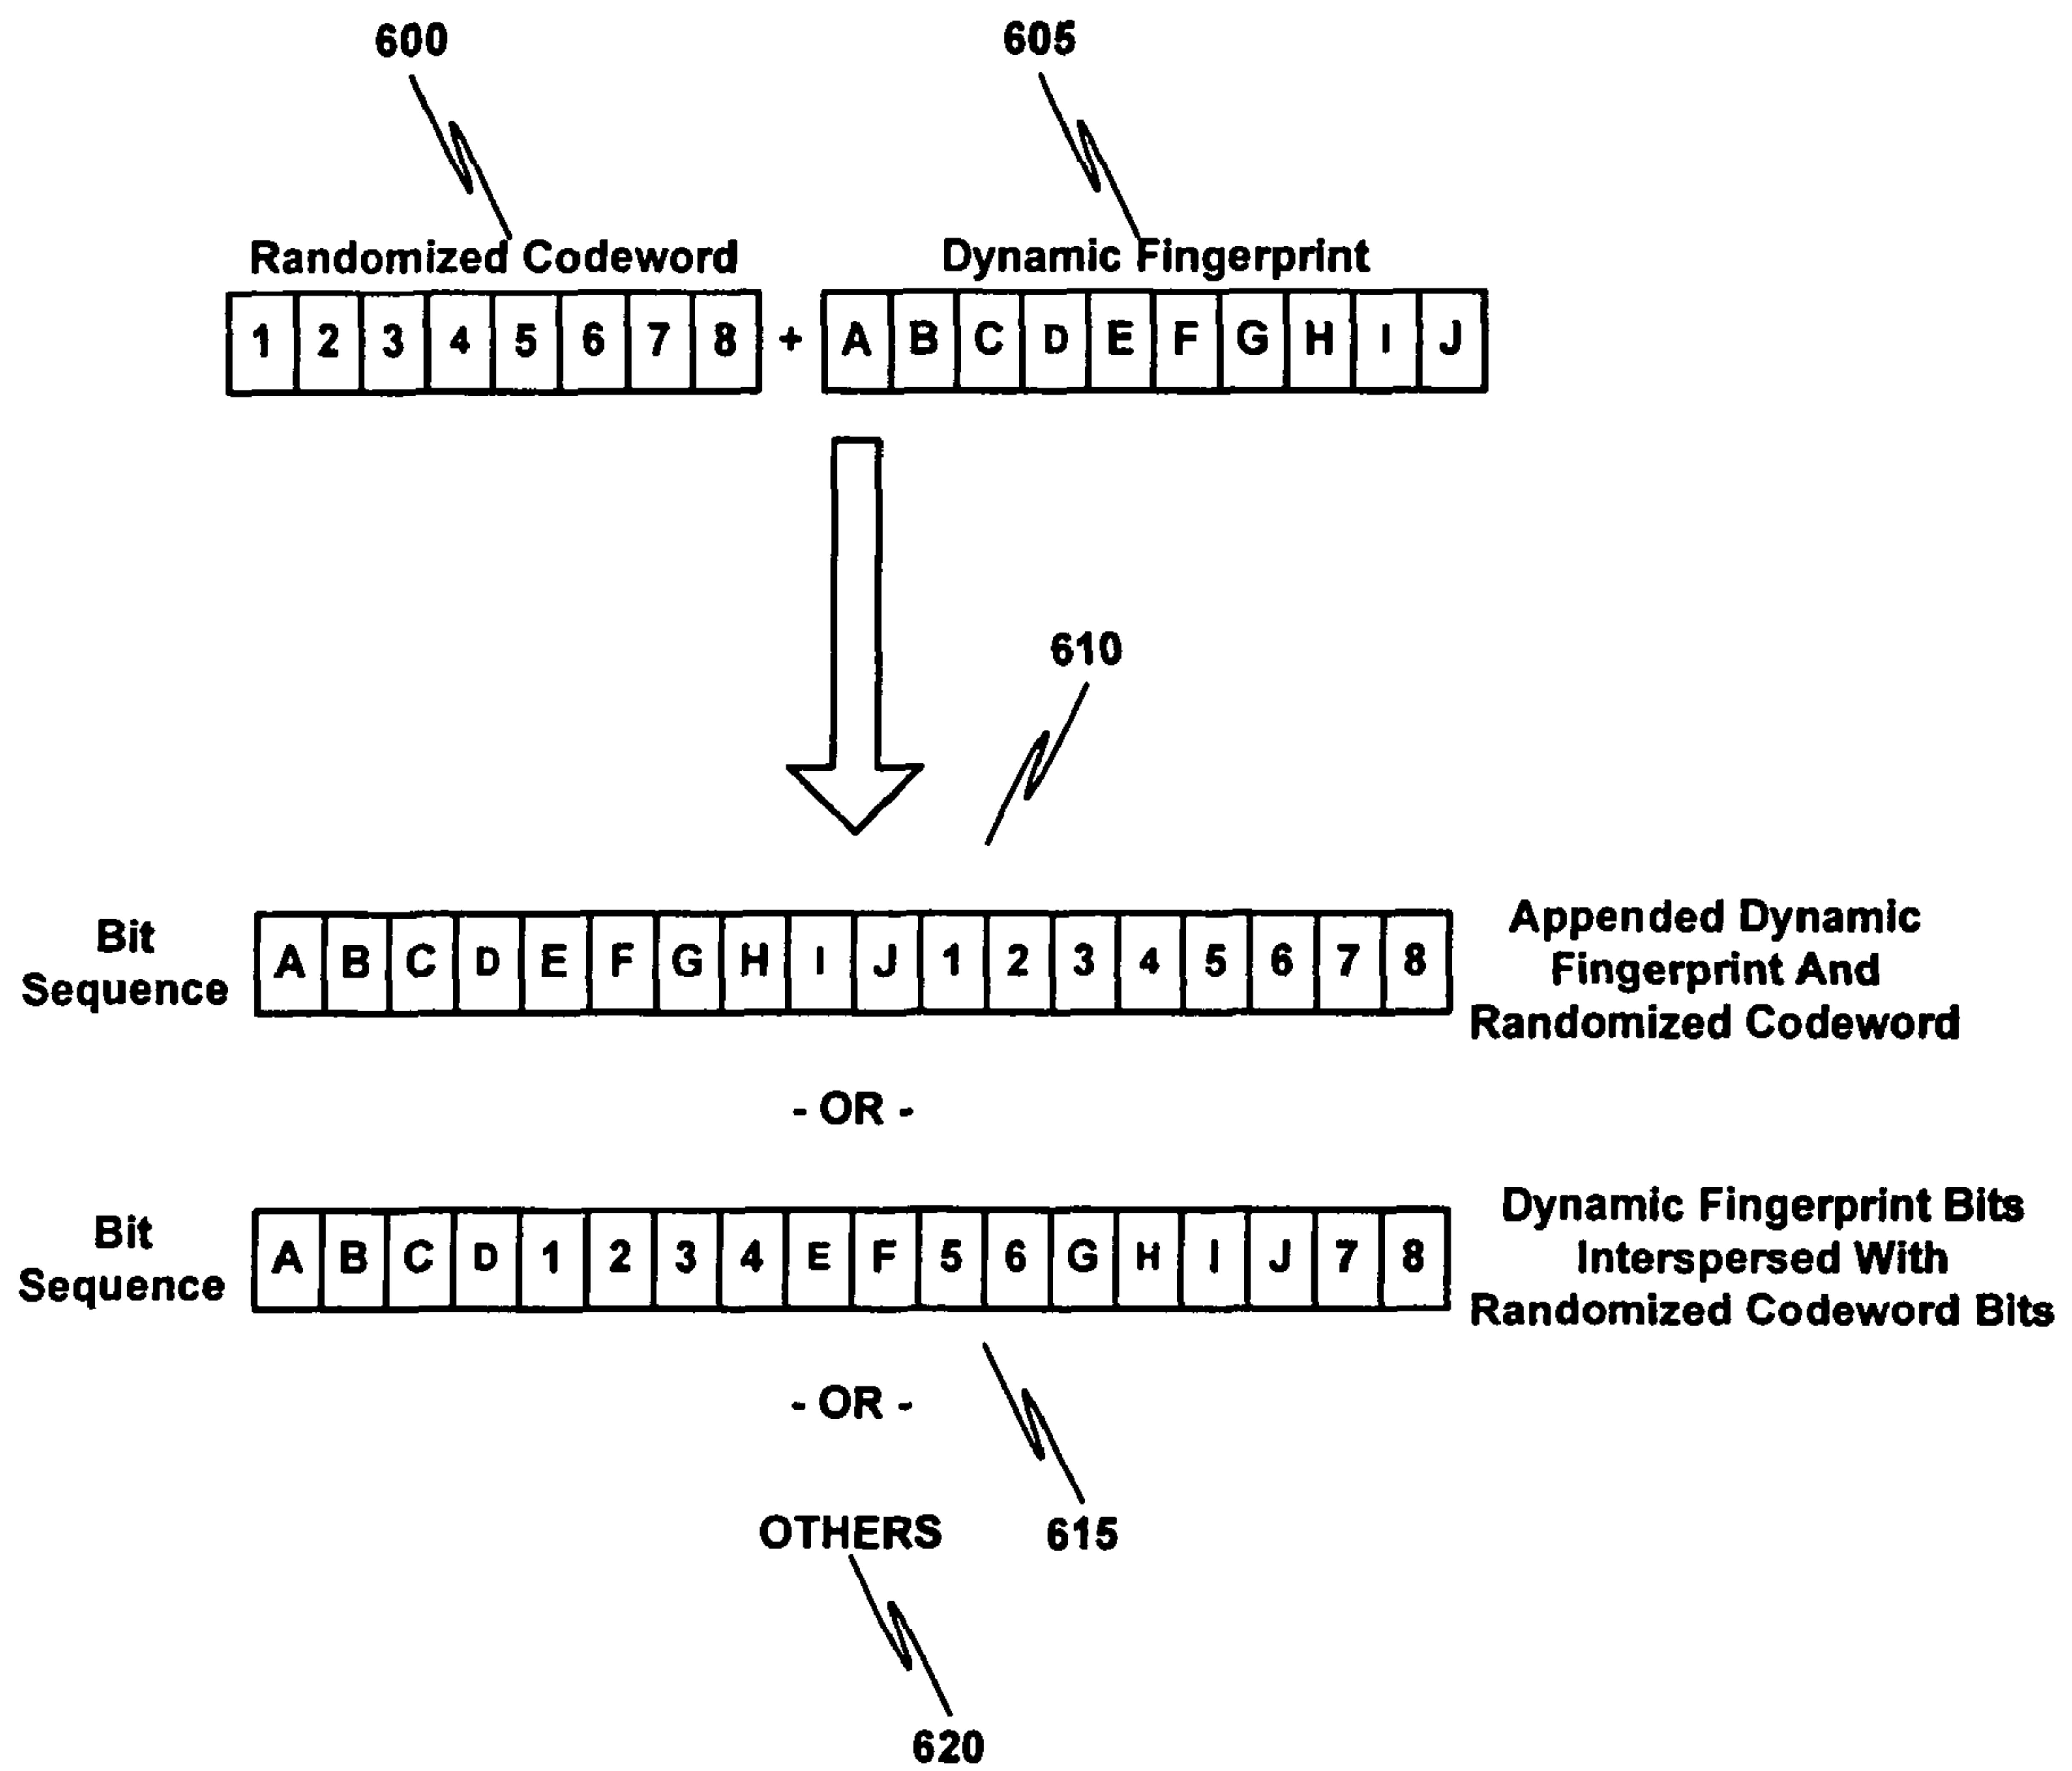 600 605
Randomized Codeword Dynamic Fingerprint
1 2 3 4 5 6 7 8 + A B C D E F G H I J
610
Bit
Sequence
A B C D E F G H I J 1 2 3 4 5 6 7 8
Appended Dynamic
Fingerprint And
Randomized Codeword
- OR -
Bit
Sequence
A B C D 1 2 3 4 E F 5 6 G H I J 7 8
Dynamic Fingerprint Bits
Interspersed With
Randomized Codeword Bits
- OR -
OTHERS 615
620